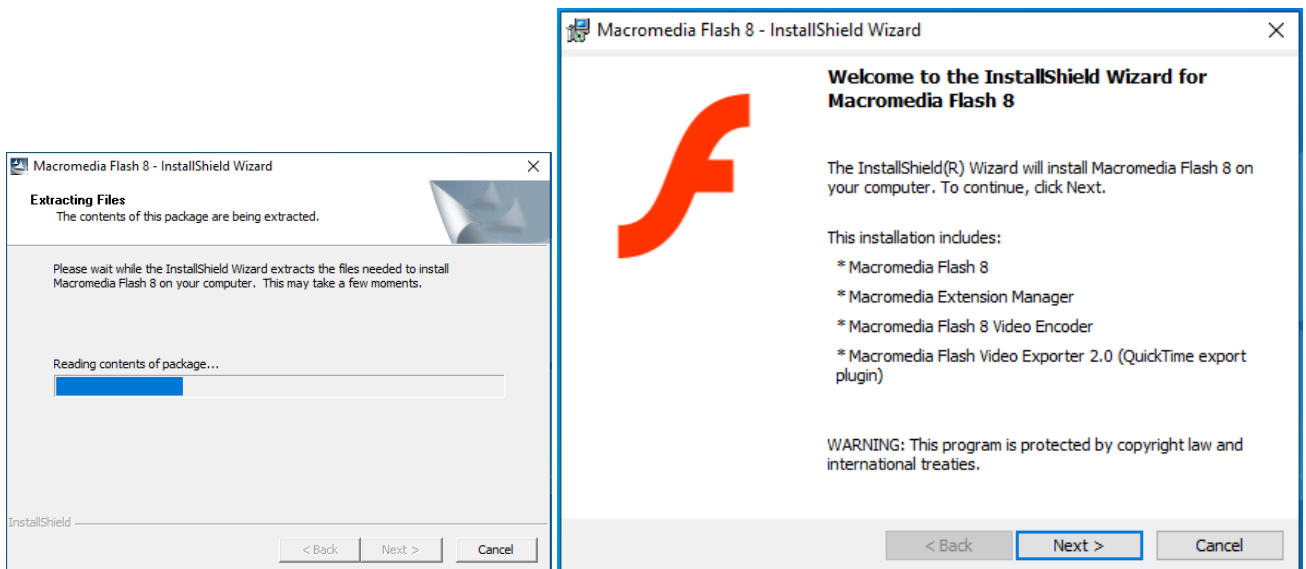 Macromedia Flash 8 - InstallShield Wizard
Extracting Files
The contents of this package are being extracted.
Please wait while the InstallShield Wizard extracts the files needed to install
Macromedia Flash 8 on your computer.  This may take a few moments.
Reading contents of package...
InstallShield
< Back
Next >
Cancel
Macromedia Flash 8 - InstallShield Wizard
Welcome to the InstallShield Wizard for
Macromedia Flash 8
The InstallShield(R) Wizard will install Macromedia Flash 8 on
your computer. To continue, click Next.
This installation includes:
* Macromedia Flash 8
* Macromedia Extension Manager
* Macromedia Flash 8 Video Encoder
* Macromedia Flash Video Exporter 2.0 (QuickTime export
plugin)
WARNING: This program is protected by copyright law and
international treaties.
< Back
Next >
Cancel